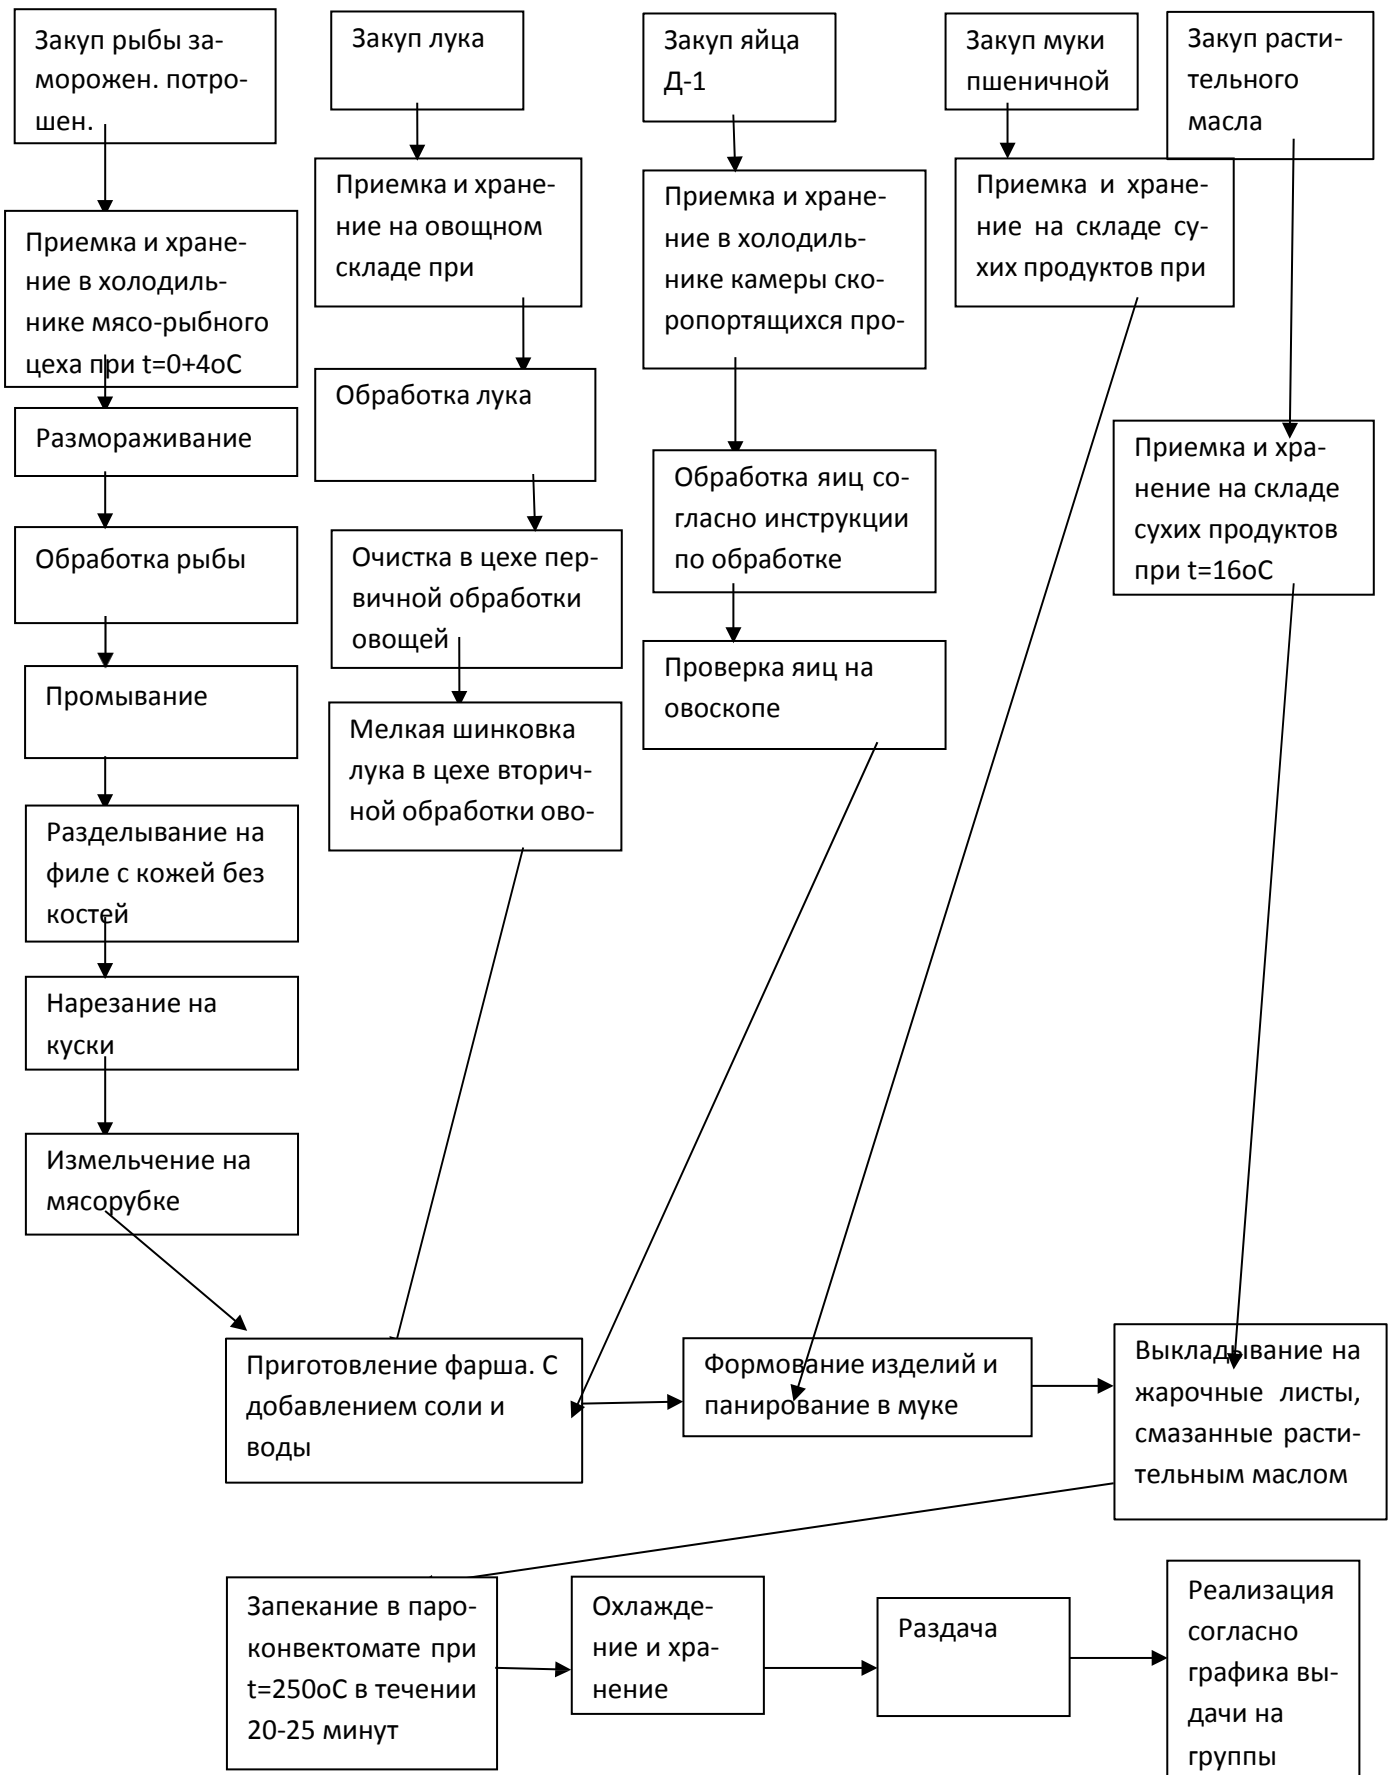 Закуп рыбы за-
морожен. потро-
шен.
Закуп лука
Закуп яйца
Д-1
Закуп муки
пшеничной
Закуп расти-
тельного
масла
Приемка и хране-
ние в холодиль-
нике мясо-рыбного
цеха при t=0+4оС
Приемка и хране-
ние на овощном
складе при
Приемка и хране-
ние в холодиль-
нике камеры ско-
ропортящихся про-
Приемка и хране-
ние на складе су-
хих продуктов при
Размораживание
Обработка лука
Обработка яиц со-
гласно инструкции
по обработке
Приемка и хра-
нение на складе
сухих продуктов
при t=16оС
Обработка рыбы
Очистка в цехе пер-
вичной обработки
овощей
Проверка яиц на
овоскопе
Промывание
Мелкая шинковка
лука в цехе вторич-
ной обработки ово-
Разделывание на
филе с кожей без
костей
Нарезание на
куски
Измельчение на
мясорубке
Приготовление фарша. С
добавлением соли и
воды
Формование изделий и
панирование в муке
Выкладывание на
жарочные листы,
смазанные расти-
тельным маслом
Запекание в паро-
конвектомате при
t=250оС в течении
20-25 минут
Охлажде-
ние и хра-
нение
Раздача
Реализация
согласно
графика вы-
дачи на
группы